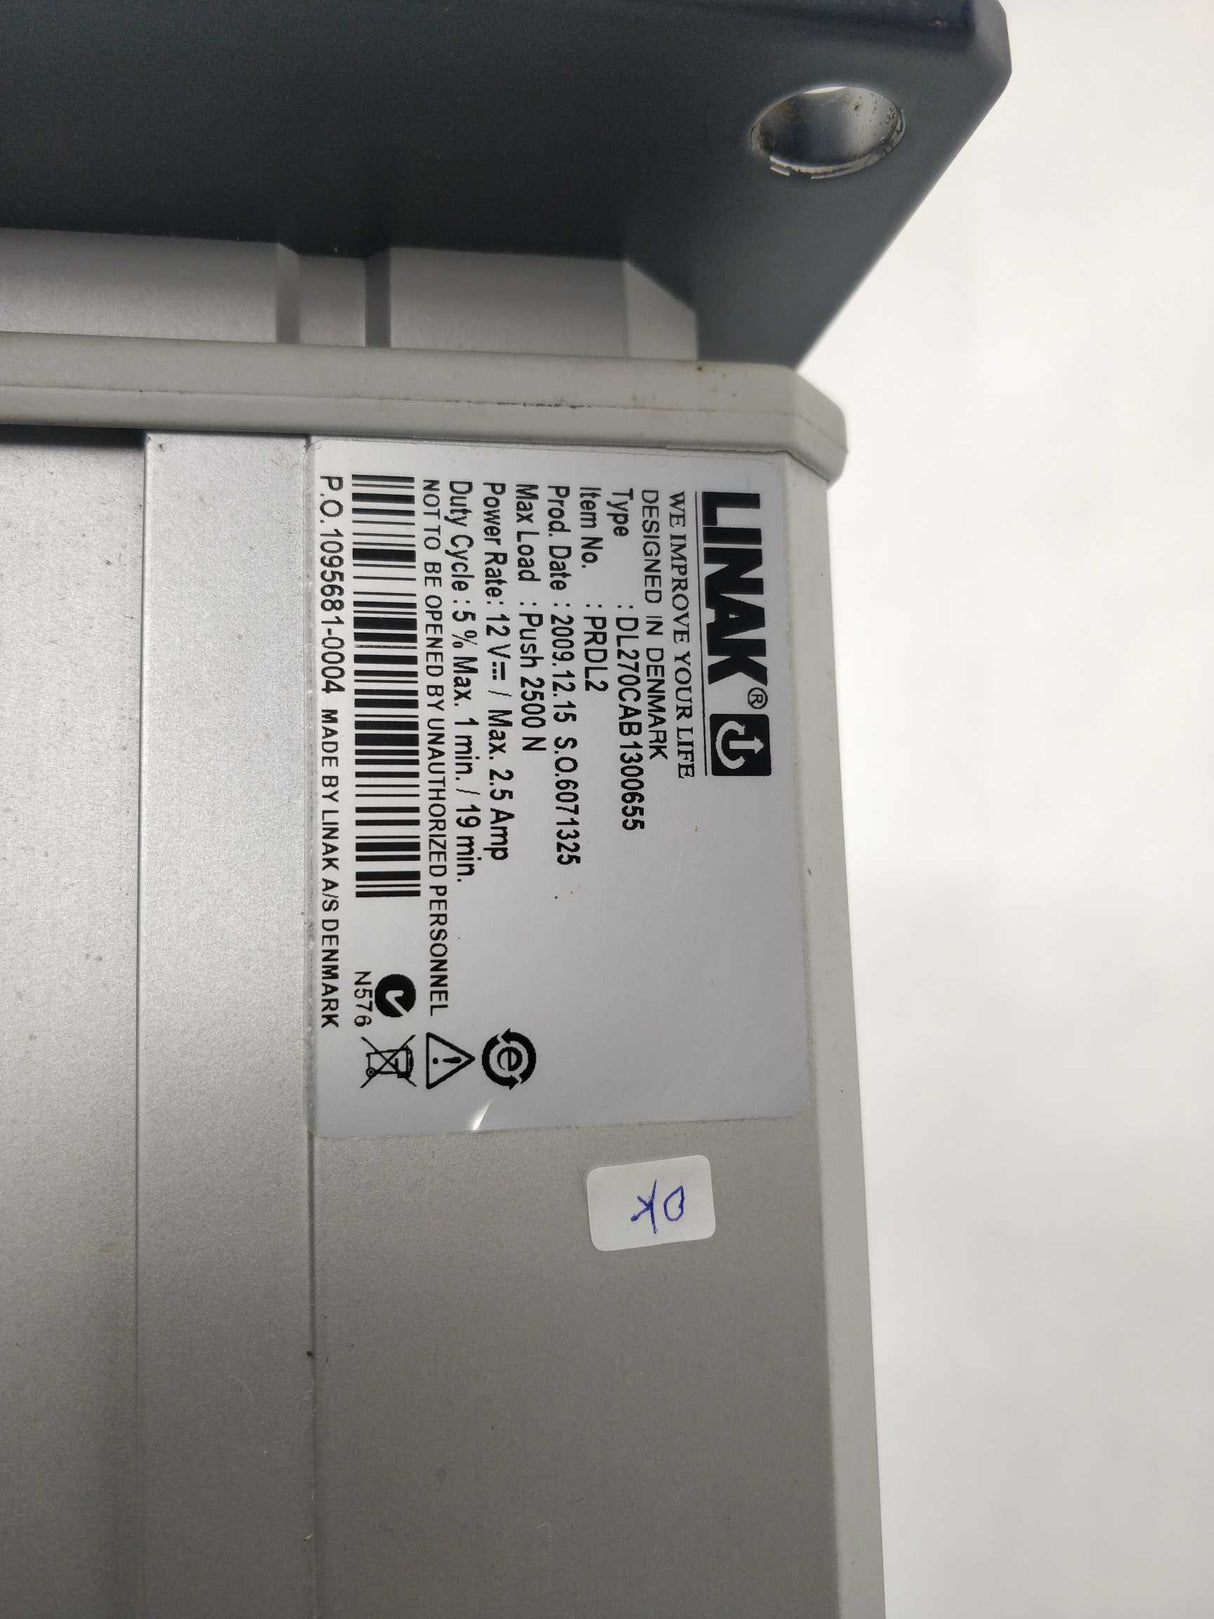 LINAK®
WE IMPROVE YOUR LIFE
DESIGNED IN DENMARK
Type : DL270CAB1300655
Item No. : PRDL2
Prod. Date : 2009.12.15 S.O.6071325
Max Load : Push 2500 N
Power Rate: 12 V⎓ / Max. 2.5 Amp
Duty Cycle : 5 % Max. 1 min. / 19 min.
NOT TO BE OPENED BY UNAUTHORIZED PERSONNEL
P.O.109681-0004 MADE BY LINAK A/S DENMARK
N576
e
OK